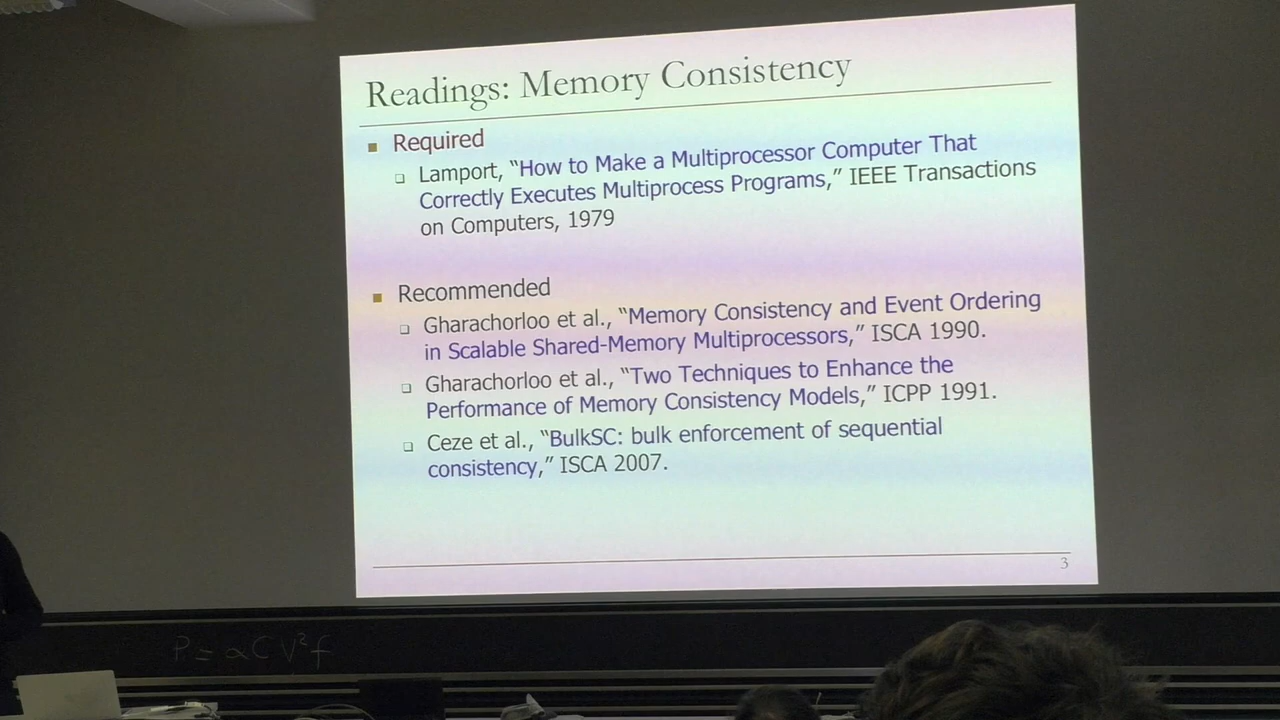 Readings: Memory Consistency
Required
Lamport, “How to Make a Multiprocessor Computer That
Correctly Executes Multiprocess Programs,” IEEE Transactions
on Computers, 1979
Recommended
Gharachorloo et al., “Memory Consistency and Event Ordering
in Scalable Shared-Memory Multiprocessors,” ISCA 1990.
Gharachorloo et al., “Two Techniques to Enhance the
Performance of Memory Consistency Models,” ICPP 1991.
Ceze et al., “BulkSC: bulk enforcement of sequential
consistency,” ISCA 2007.
3
P = αCV²f